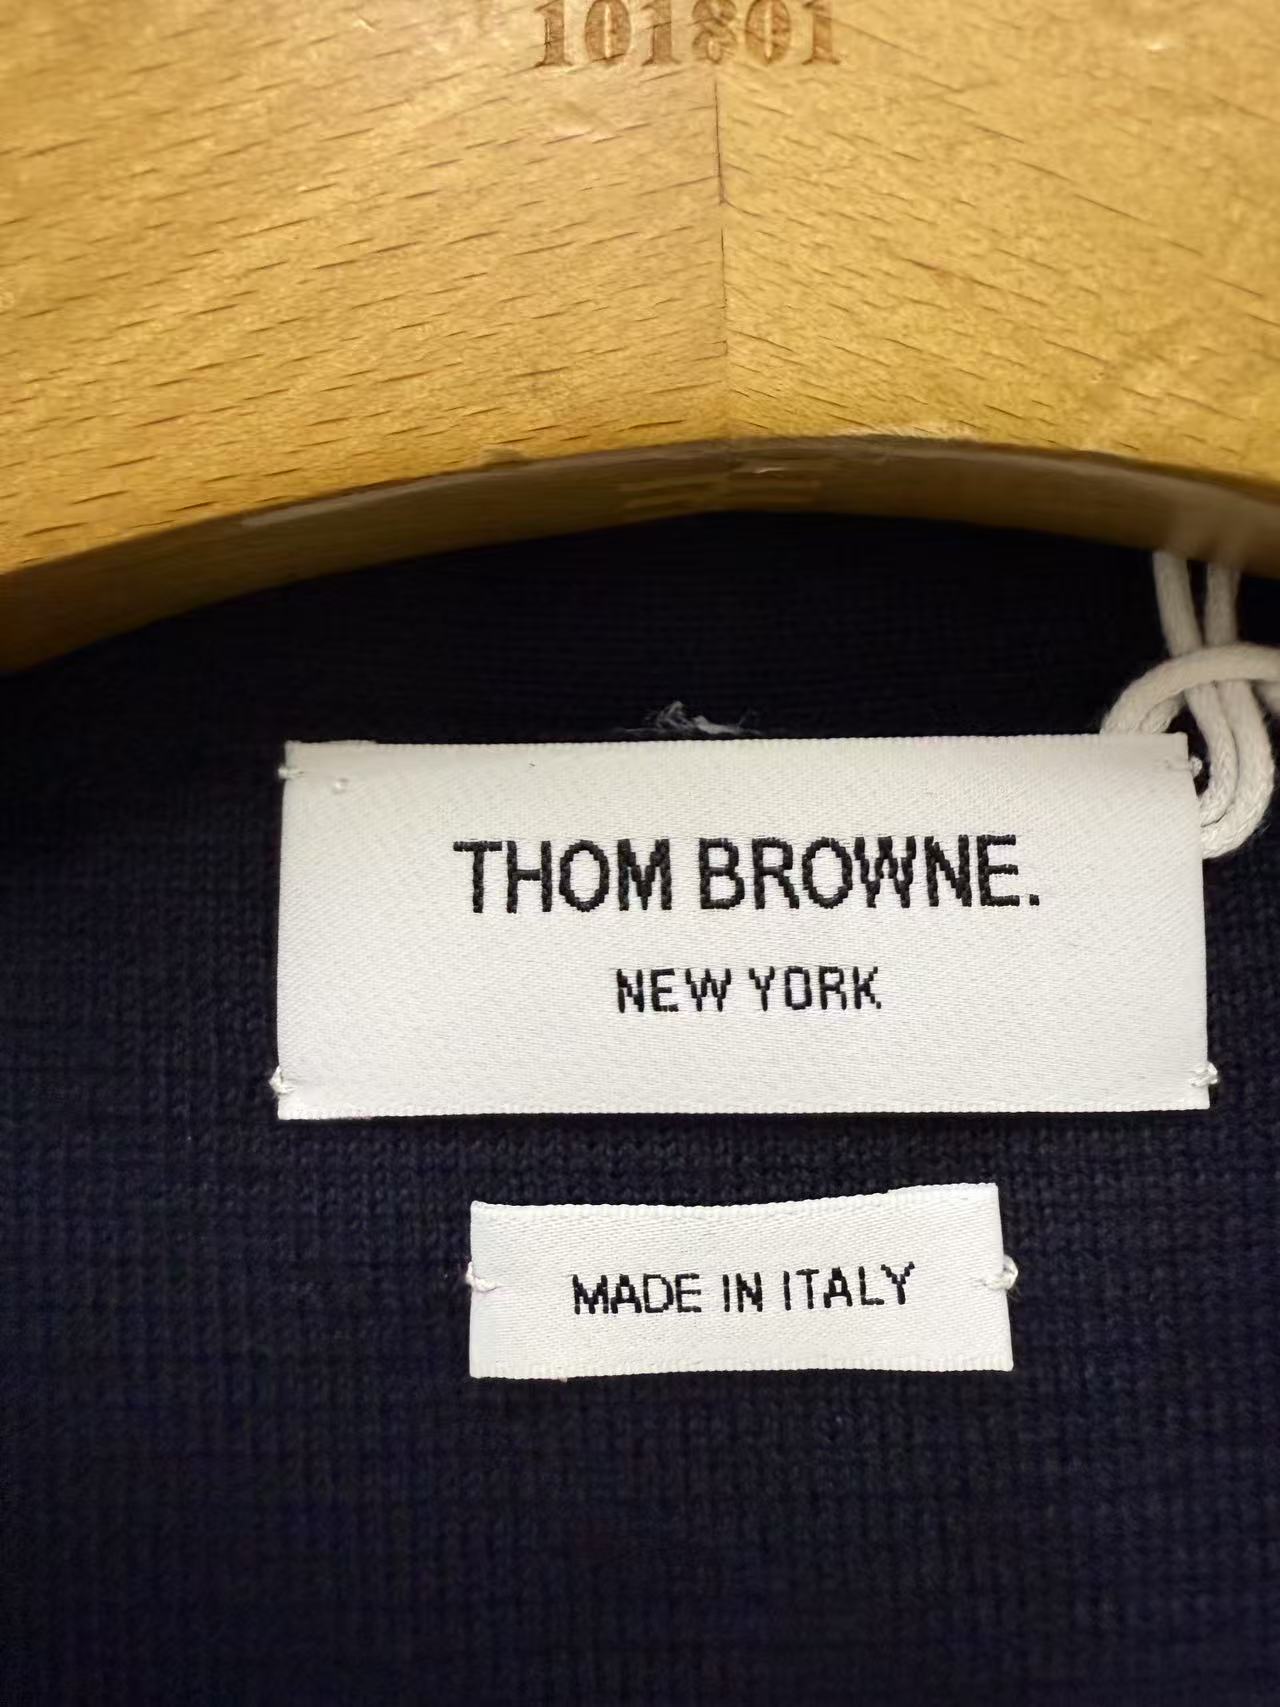 101801
THOM BROWNE.
NEW YORK
MADE IN ITALY